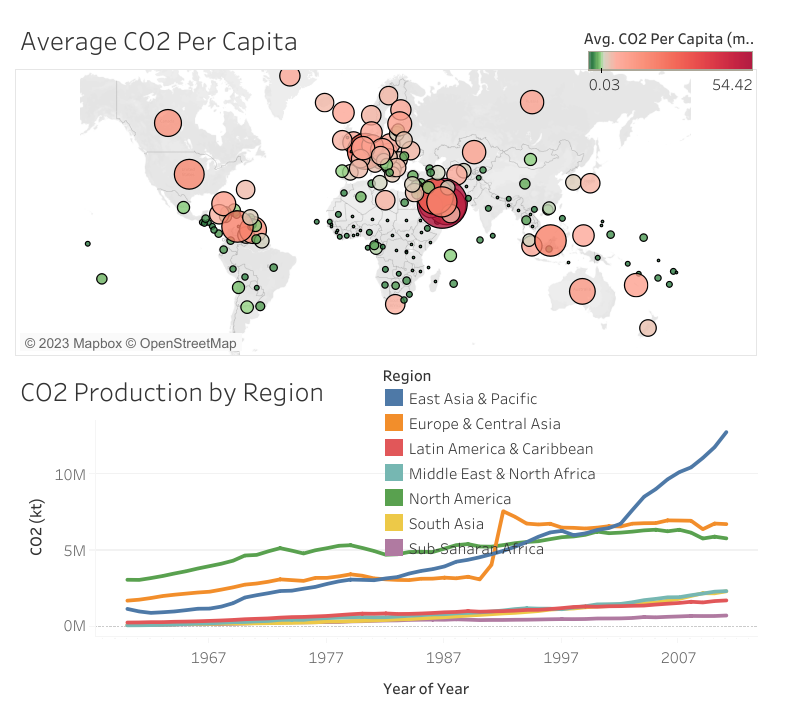 Average CO2 Per Capita
Avg. CO2 Per Capita (m..
0.03 54.42
© 2023 Mapbox © OpenStreetMap
CO2 Production by Region
Region
East Asia & Pacific
Europe & Central Asia
Latin America & Caribbean
Middle East & North Africa
North America
South Asia
Sub-Saharan Africa
CO2 (kt)
10M
5M
0M
1967 1977 1987 1997 2007
Year of Year